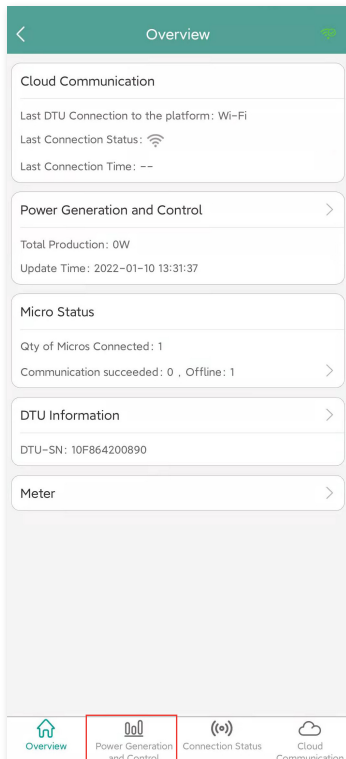 Overview
Cloud Communication
Last DTU Connection to the platform: Wi-Fi
Last Connection Status:
Last Connection Time: --
Power Generation and Control
Total Production: 0W
Update Time: 2022-01-10 13:31:37
Micro Status
Qty of Micros Connected: 1
Communication succeeded: 0 , Offline: 1
DTU Information
DTU-SN: 10F864200890
Meter
Overview
Power Generation
and Control
Connection Status
Cloud
Communication